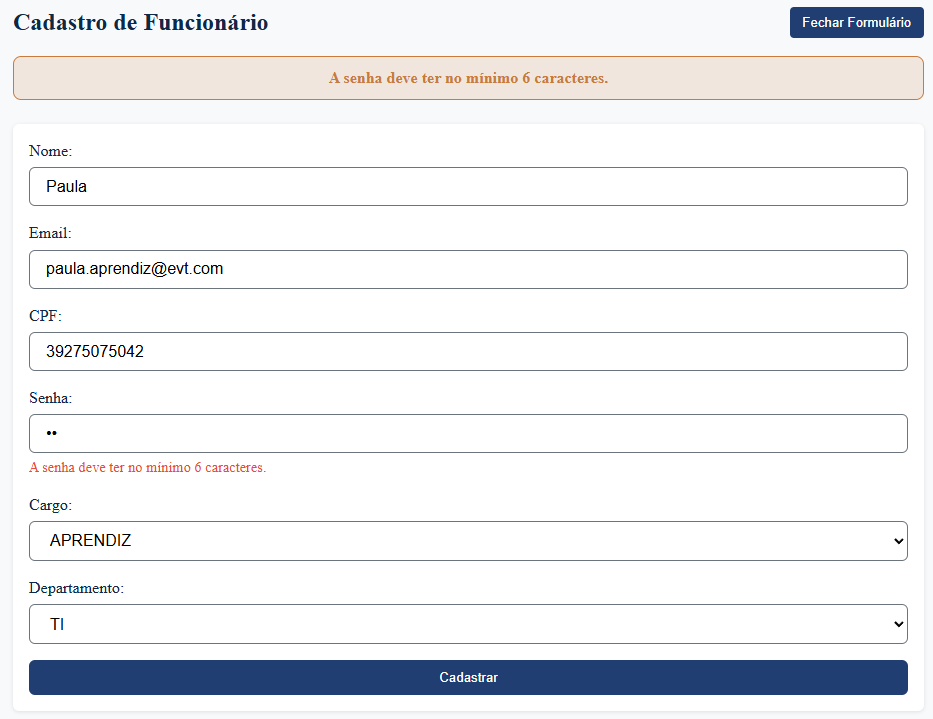 Cadastro de Funcionário
Fechar Formulário
A senha deve ter no mínimo 6 caracteres.
Nome:
Paula
Email:
paula.aprendiz@evt.com
CPF:
39275075042
Senha:
••
A senha deve ter no mínimo 6 caracteres.
Cargo:
APRENDIZ
Departamento:
TI
Cadastrar